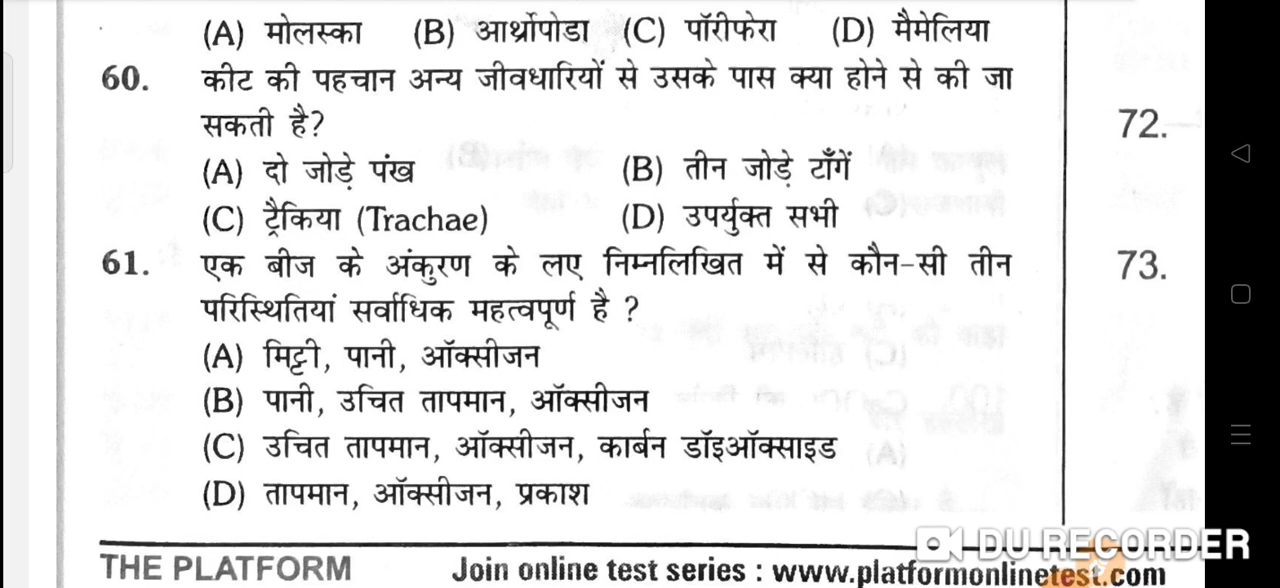 (A) मोलस्का (B) आर्थ्रोपोडा (C) पॉरीफेरा (D) मैमेलिया
60. कीट की पहचान अन्य जीवधारियों से उसके पास क्या होने से की जा
सकती है?
(A) दो जोड़े पंख (B) तीन जोड़े टाँगें
(C) ट्रैकिया (Trachae) (D) उपर्युक्त सभी
61. एक बीज के अंकुरण के लए निम्नलिखित में से कौन-सी तीन
परिस्थितियां सर्वाधिक महत्वपूर्ण है ?
(A) मिट्टी, पानी, ऑक्सीजन
(B) पानी, उचित तापमान, ऑक्सीजन
(C) उचित तापमान, ऑक्सीजन, कार्बन डॉइऑक्साइड
(D) तापमान, ऑक्सीजन, प्रकाश
72.
73.
DU RECORDER
THE PLATFORM Join online test series : www.platformonlinetest.com